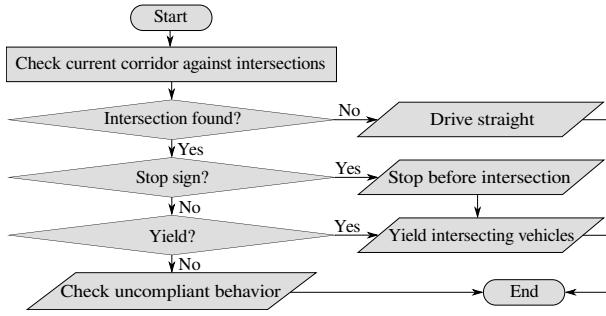 Start
Check current corridor against intersections
Intersection found?
No
Drive straight
Yes
Stop sign?
Yes
Stop before intersection
No
Yield?
Yes
Yield intersecting vehicles
No
Check uncompliant behavior
End